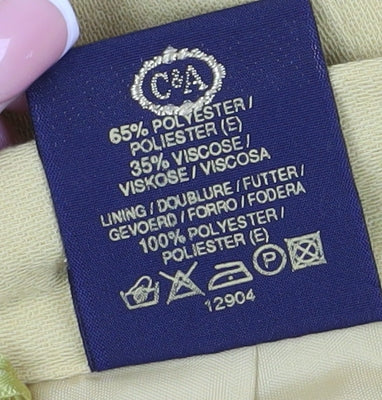 C&A
65% POLYESTER /
POLIESTER (E)
35% VISCOSE /
VISKOSE / VISCOSA
LINING / DOUBLURE / FUTTER /
GEVOERD / FORRO / FODERA
100% POLYESTER /
POLIESTER (E)
P
12904